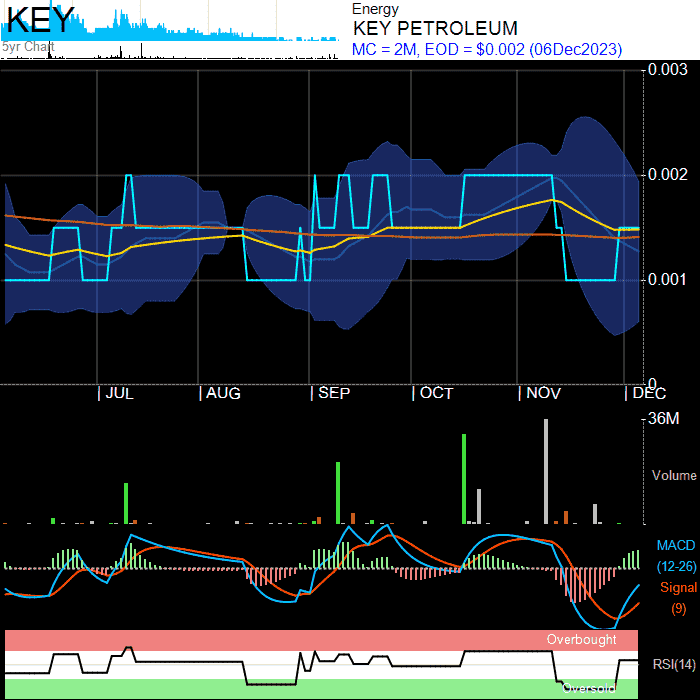 KEY
Energy
KEY PETROLEUM
5yr Chart
MC = 2M, EOD = $0.002 (06Dec2023)
0.003
0.002
0.001
0
| JUL | AUG | SEP | OCT | NOV | DEC
36M
Volume
MACD
(12-26)
Signal
(9)
Overbought
RSI(14)
Oversold